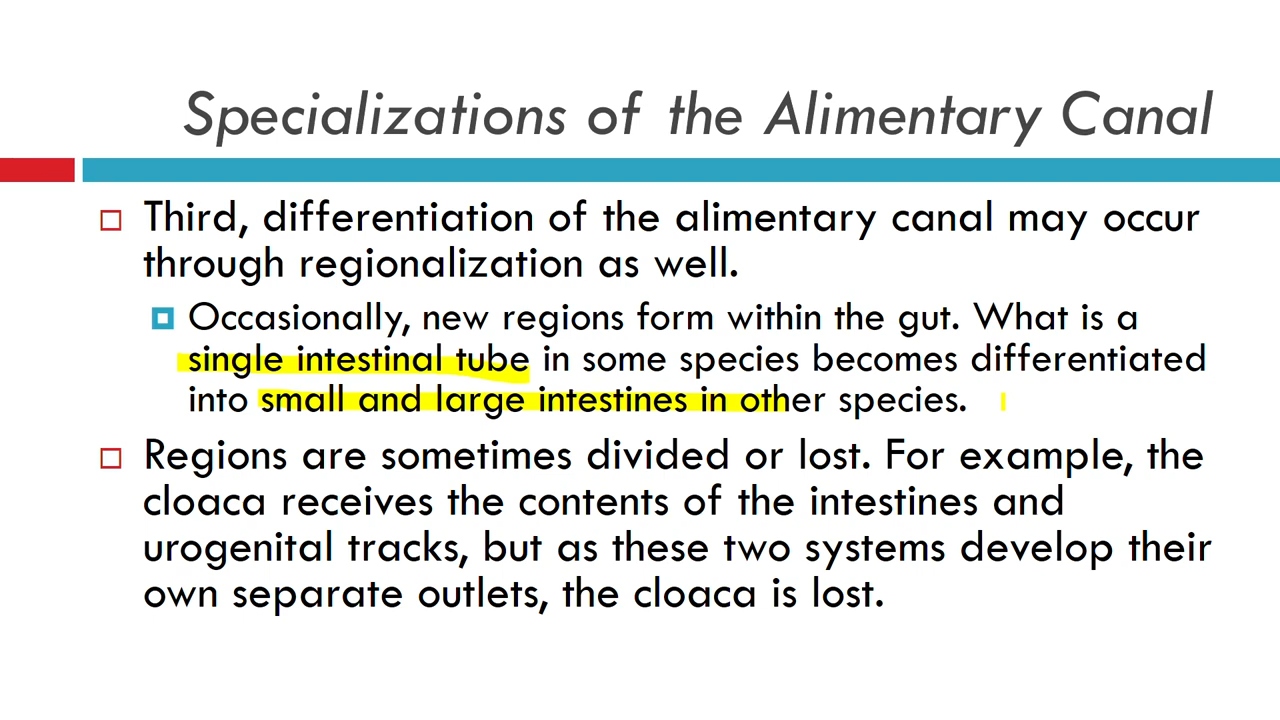 Specializations of the Alimentary Canal
Third, differentiation of the alimentary canal may occur
through regionalization as well.
Occasionally, new regions form within the gut. What is a
single intestinal tube in some species becomes differentiated
into small and large intestines in other species.
Regions are sometimes divided or lost. For example, the
cloaca receives the contents of the intestines and
urogenital tracks, but as these two systems develop their
own separate outlets, the cloaca is lost.